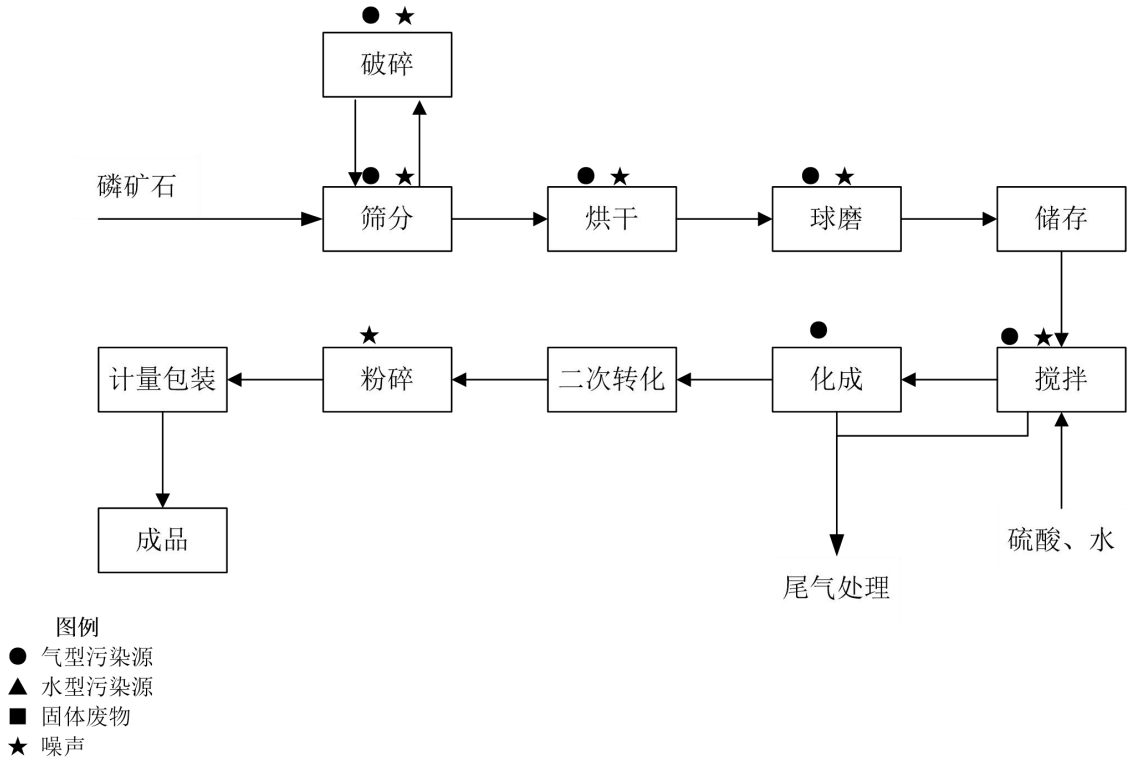 破碎
磷矿石
筛分
烘干
球磨
储存
计量包装
粉碎
二次转化
化成
搅拌
成品
硫酸、水
尾气处理
图例
气型污染源
水型污染源
固体废物
噪声